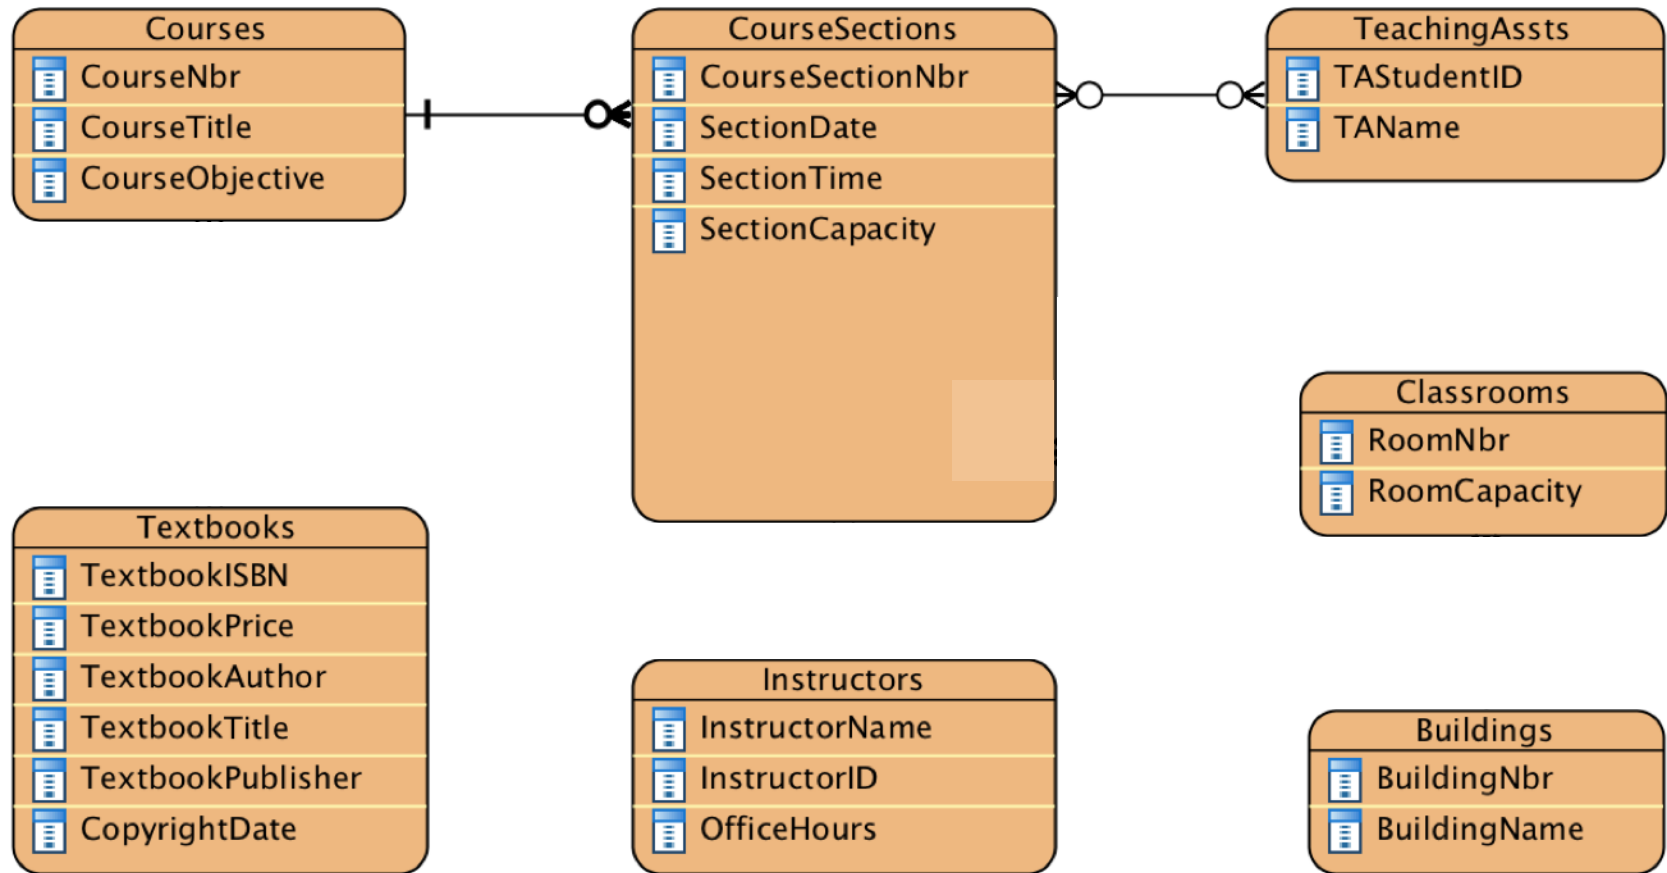 Courses
CourseNbr
CourseTitle
CourseObjective
CourseSections
CourseSectionNbr
SectionDate
SectionTime
SectionCapacity
TeachingAssts
TAStudentID
TAName
Classrooms
RoomNbr
RoomCapacity
Textbooks
TextbookISBN
TextbookPrice
TextbookAuthor
TextbookTitle
TextbookPublisher
CopyrightDate
Instructors
InstructorName
InstructorID
OfficeHours
Buildings
BuildingNbr
BuildingName